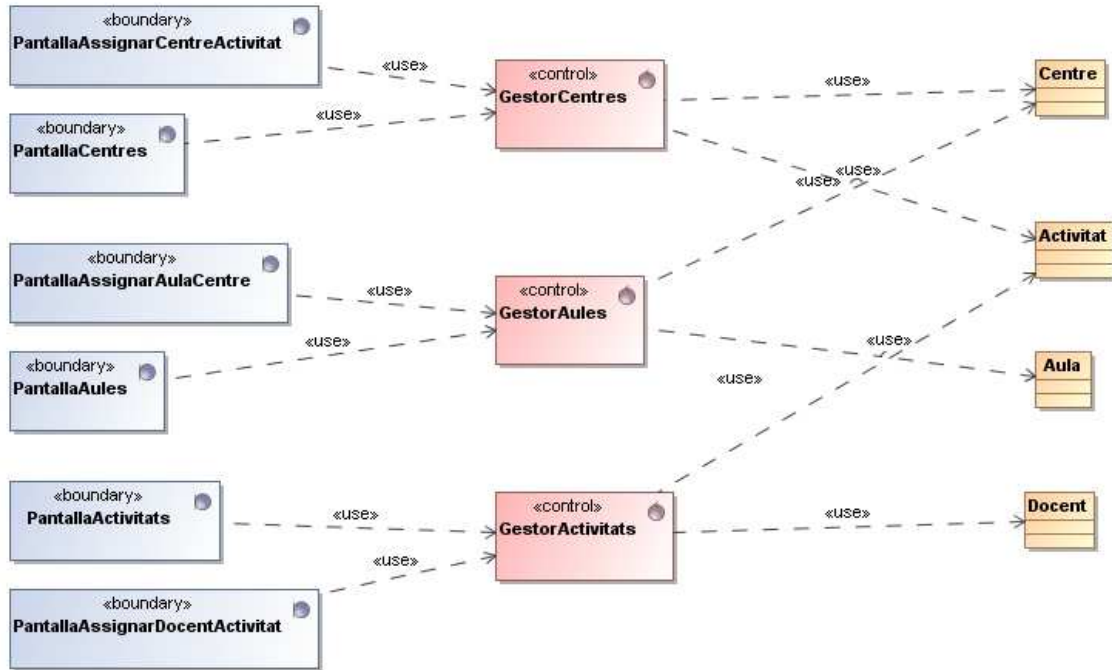 «boundary»
PantallaAssignarCentreActivitat
«use»
«control»
GestorCentres
«use»
Centre
«boundary»
PantallaCentres
«use»
«use»
«use»
Activitat
«boundary»
PantallaAssignarAulaCentre
«use»
«control»
GestorAules
«boundary»
PantallaAules
«use»
«use»
«use»
Aula
«boundary»
PantallaActivitats
«use»
«control»
GestorActivitats
«use»
Docent
«use»
«boundary»
PantallaAssignarDocentActivitat